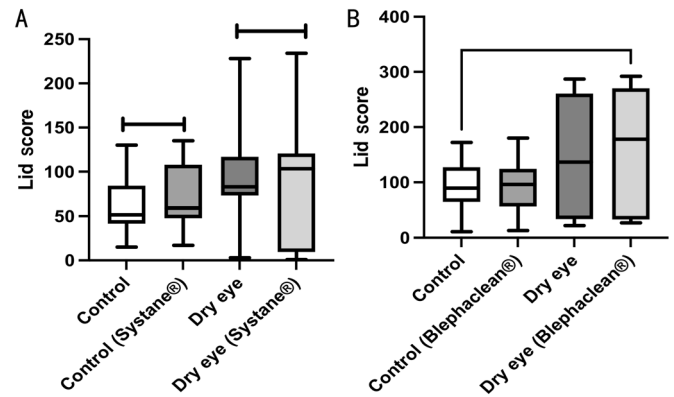 A
Lid score
250
200
150
100
50
0
Control
Control (Systane®)
Dry eye
Dry eye (Systane®)
B
Lid score
400
300
200
100
0
Control
Control (Blephaclean®)
Dry eye
Dry eye (Blephaclean®)